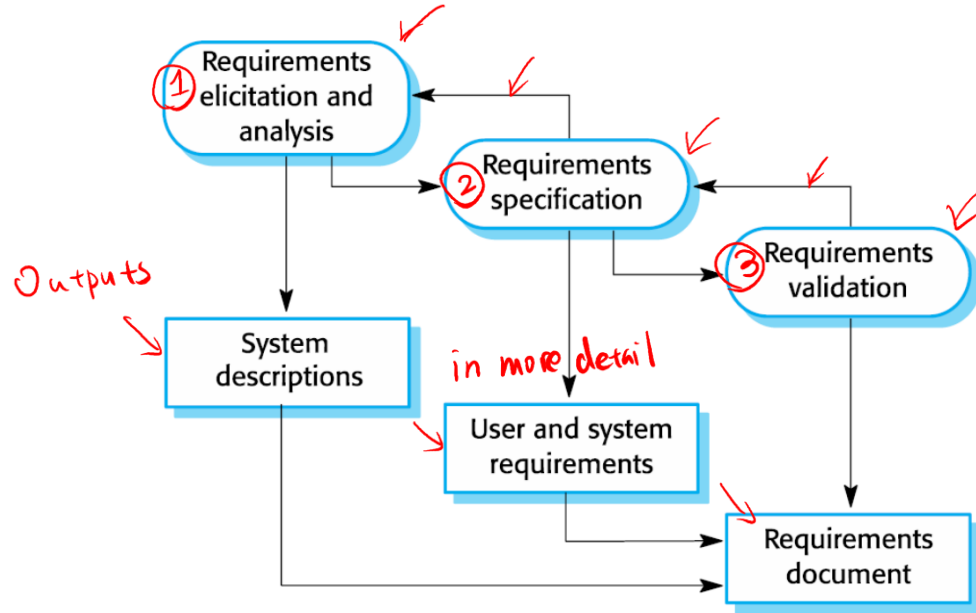 1
Requirements
elicitation and
analysis
2
Requirements
specification
3
Requirements
validation
Outputs
System
descriptions
in more detail
User and system
requirements
Requirements
document